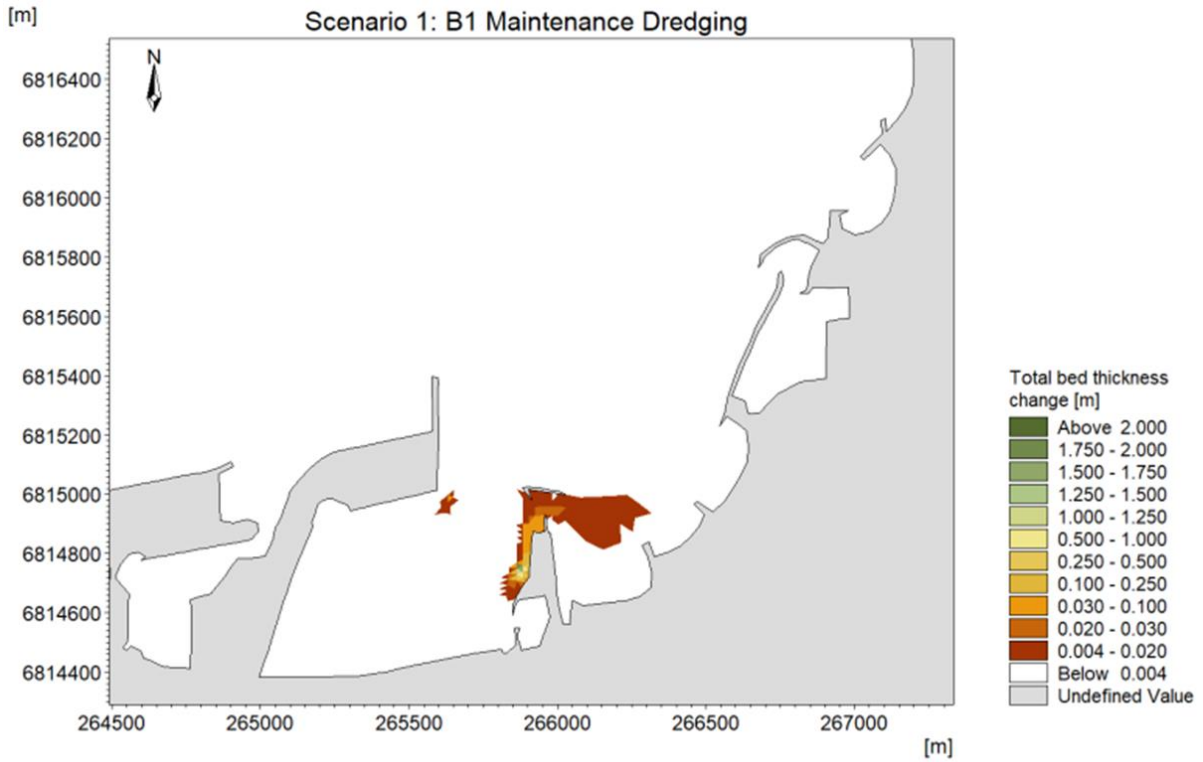 [m]
Scenario 1: B1 Maintenance Dredging
N
6816400
6816200
6816000
6815800
6815600
6815400
6815200
6815000
6814800
6814600
6814400
264500 265000 265500 266000 266500 267000
[m]
Total bed thickness
change [m]
Above 2.000
1.750 - 2.000
1.500 - 1.750
1.250 - 1.500
1.000 - 1.250
0.500 - 1.000
0.250 - 0.500
0.100 - 0.250
0.030 - 0.100
0.020 - 0.030
0.004 - 0.020
Below 0.004
Undefined Value